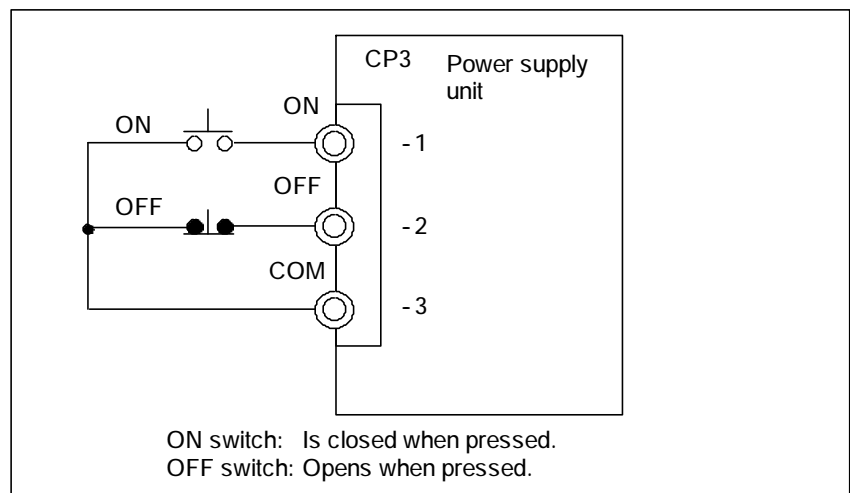 CP3 Power supply
unit
ON
ON
-1
OFF
OFF
-2
COM
-3
ON switch: Is closed when pressed.
OFF switch: Opens when pressed.